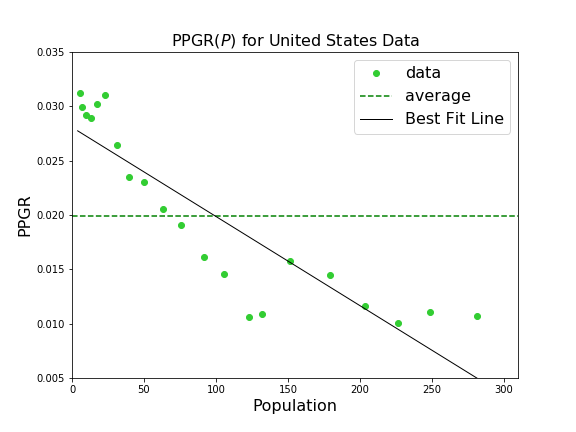 PPGR(P) for United States Data
0.035
0.030
0.025
0.020
0.015
0.010
0.005
PPGR
data
average
Best Fit Line
0 50 100 150 200 250 300
Population